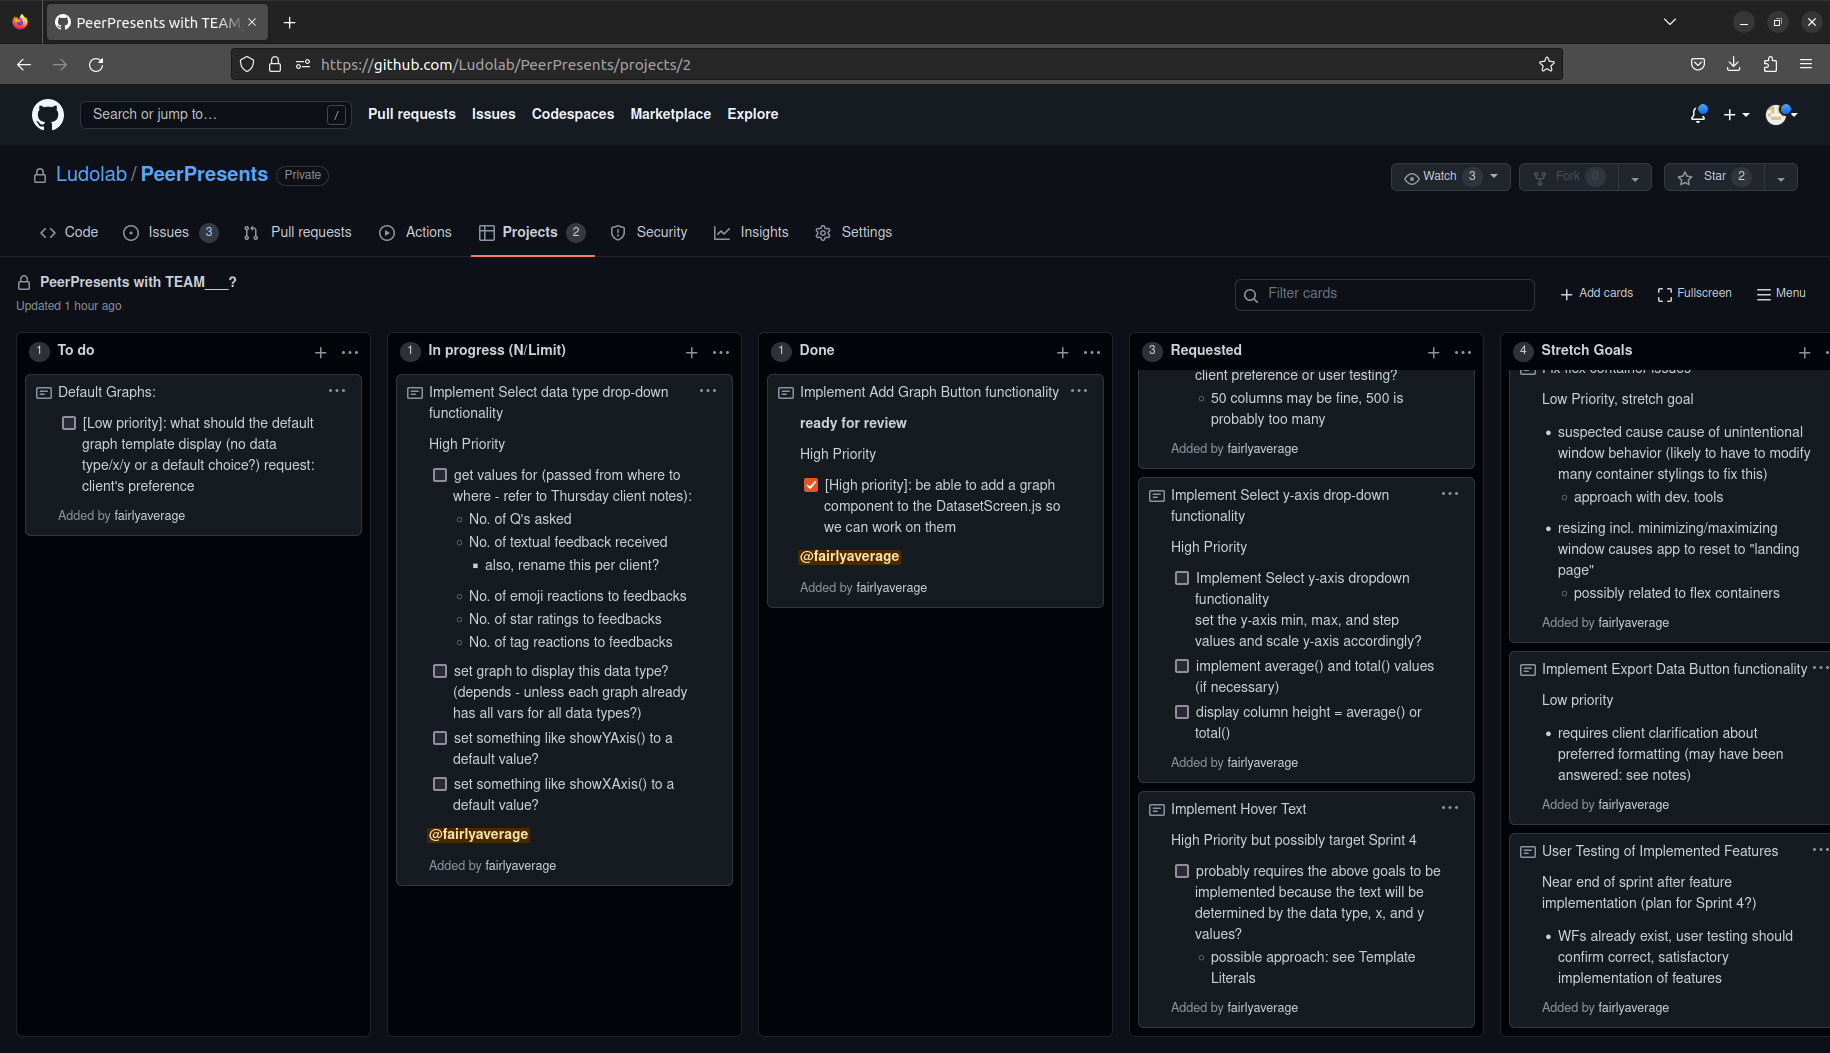 PeerPresents with TEAM_
https://github.com/Ludolab/PeerPresents/projects/2
Search or jump to…
/
Pull requests
Issues
Codespaces
Marketplace
Explore
Ludolab / PeerPresents
Private
Watch 3
Fork 0
Star 2
Code
Issues 3
Pull requests
Actions
Projects 2
Security
Insights
Settings
PeerPresents with TEAM___?
Updated 1 hour ago
Filter cards
Add cards
Fullscreen
Menu
1 To do
Default Graphs:
[Low priority]: what should the default
graph template display (no data
type/x/y or a default choice?) request:
client's preference
Added by fairlyaverage
1 In progress (N/Limit)
Implement Select data type drop-down
functionality
High Priority
get values for (passed from where to
where - refer to Thursday client notes):
No. of Q's asked
No. of textual feedback received
also, rename this per client?
No. of emoji reactions to feedbacks
No. of star ratings to feedbacks
No. of tag reactions to feedbacks
set graph to display this data type?
(depends - unless each graph already
has all vars for all data types?)
set something like showYAxis() to a
default value?
set something like showXAxis() to a
default value?
@fairlyaverage
Added by fairlyaverage
1 Done
Implement Add Graph Button functionality
ready for review
High Priority
[High priority]: be able to add a graph
component to the DatasetScreen.js so
we can work on them
@fairlyaverage
Added by fairlyaverage
3 Requested
client preference or user testing?
50 columns may be fine, 500 is
probably too many
Added by fairlyaverage
Implement Select y-axis drop-down
functionality
High Priority
Implement Select y-axis dropdown
functionality
set the y-axis min, max, and step
values and scale y-axis accordingly?
implement average() and total() values
(if necessary)
display column height = average() or
total()
Added by fairlyaverage
Implement Hover Text
High Priority but possibly target Sprint 4
probably requires the above goals to be
implemented because the text will be
determined by the data type, x, and y
values?
possible approach: see Template
Literals
Added by fairlyaverage
4 Stretch Goals
Fix flex container issues
Low Priority, stretch goal
suspected cause cause of unintentional
window behavior (likely to have to modify
many container stylings to fix this)
approach with dev. tools
resizing incl. minimizing/maximizing
window causes app to reset to "landing
page"
possibly related to flex containers
Added by fairlyaverage
Implement Export Data Button functionality
Low priority
requires client clarification about
preferred formatting (may have been
answered: see notes)
Added by fairlyaverage
User Testing of Implemented Features
Near end of sprint after feature
implementation (plan for Sprint 4?)
WFs already exist, user testing should
confirm correct, satisfactory
implementation of features
Added by fairlyaverage